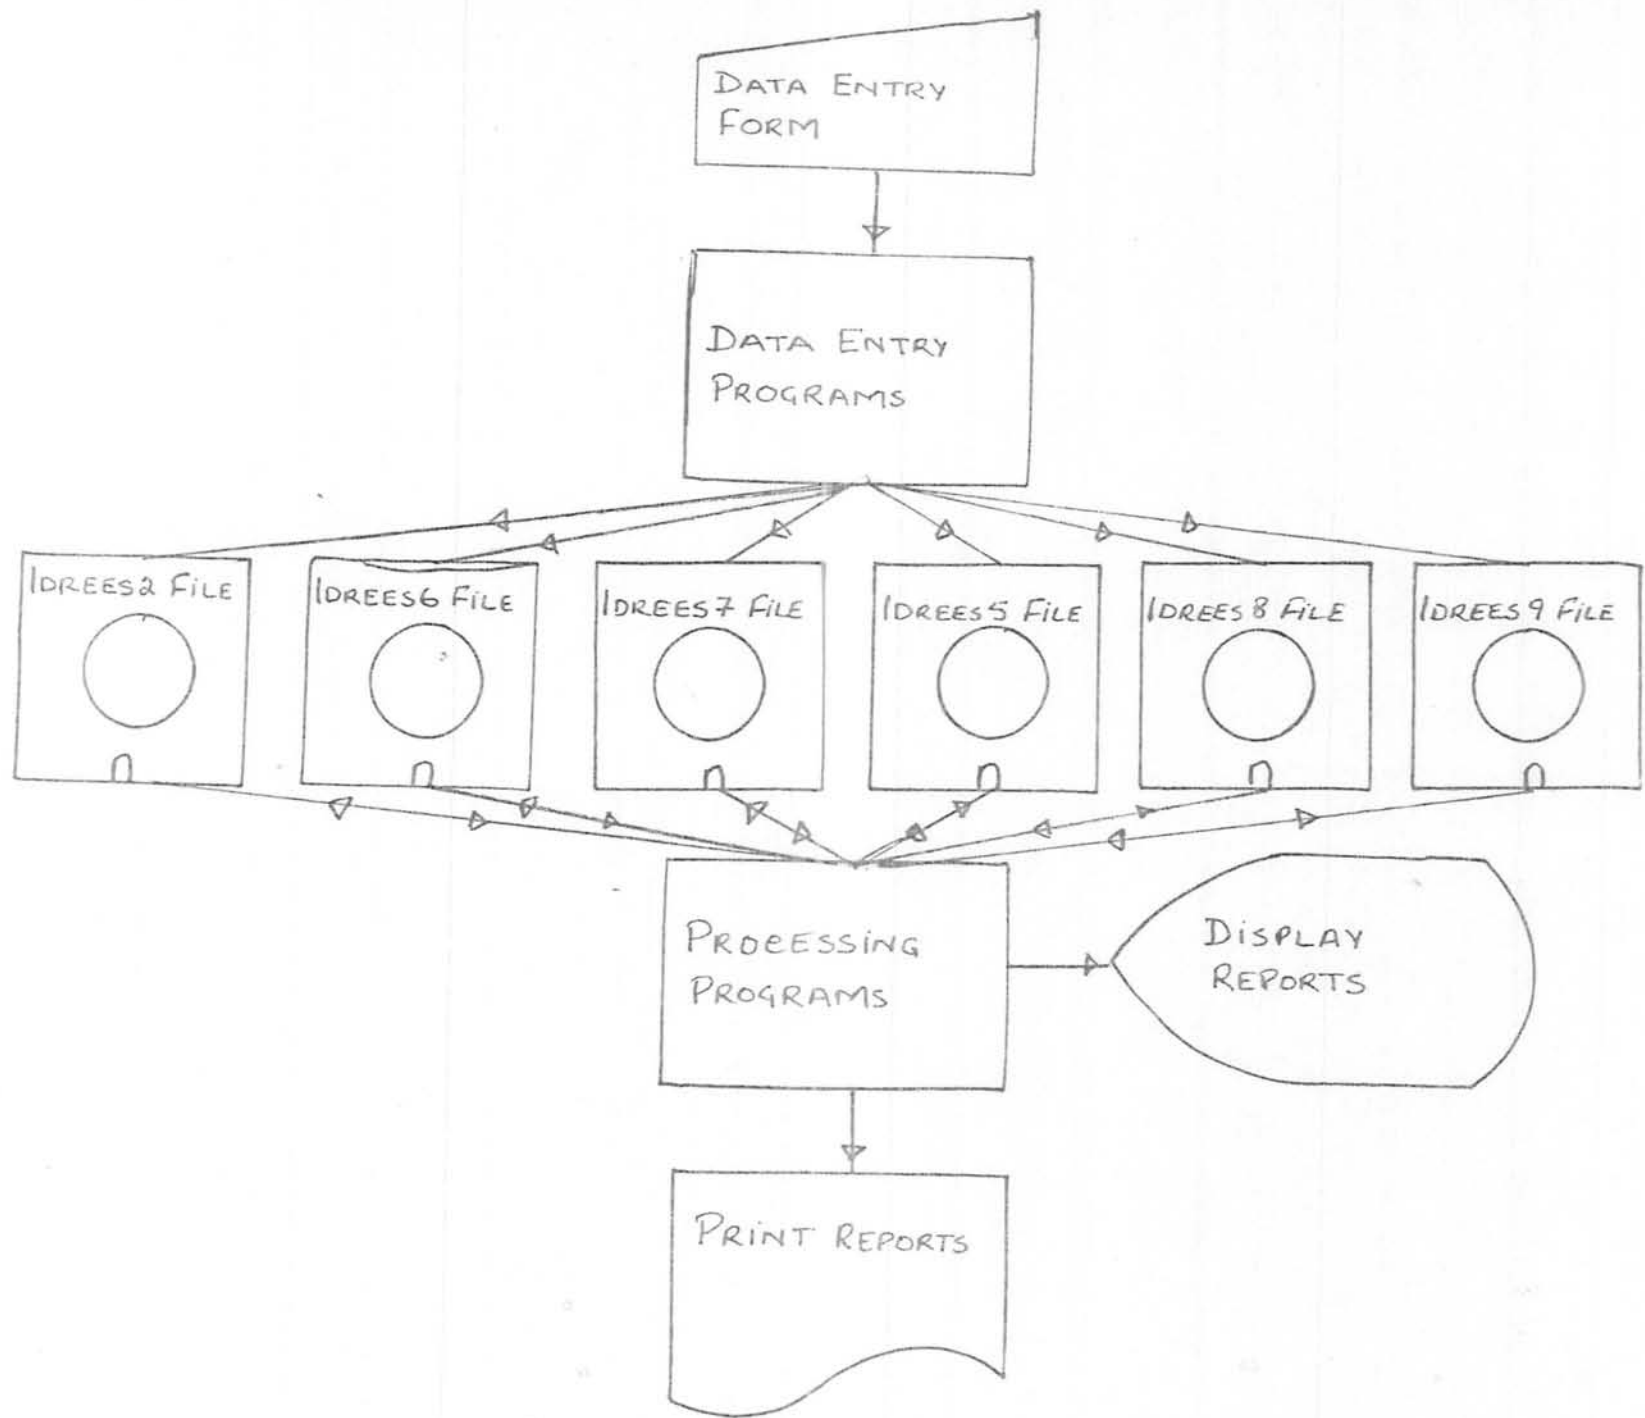 DATA ENTRY
FORM
DATA ENTRY
PROGRAMS
IDREES2 FILE
IDREES6 FILE
IDREES7 FILE
IDREES5 FILE
IDREES8 FILE
IDREES9 FILE
PROCESSING
PROGRAMS
DISPLAY
REPORTS
PRINT REPORTS